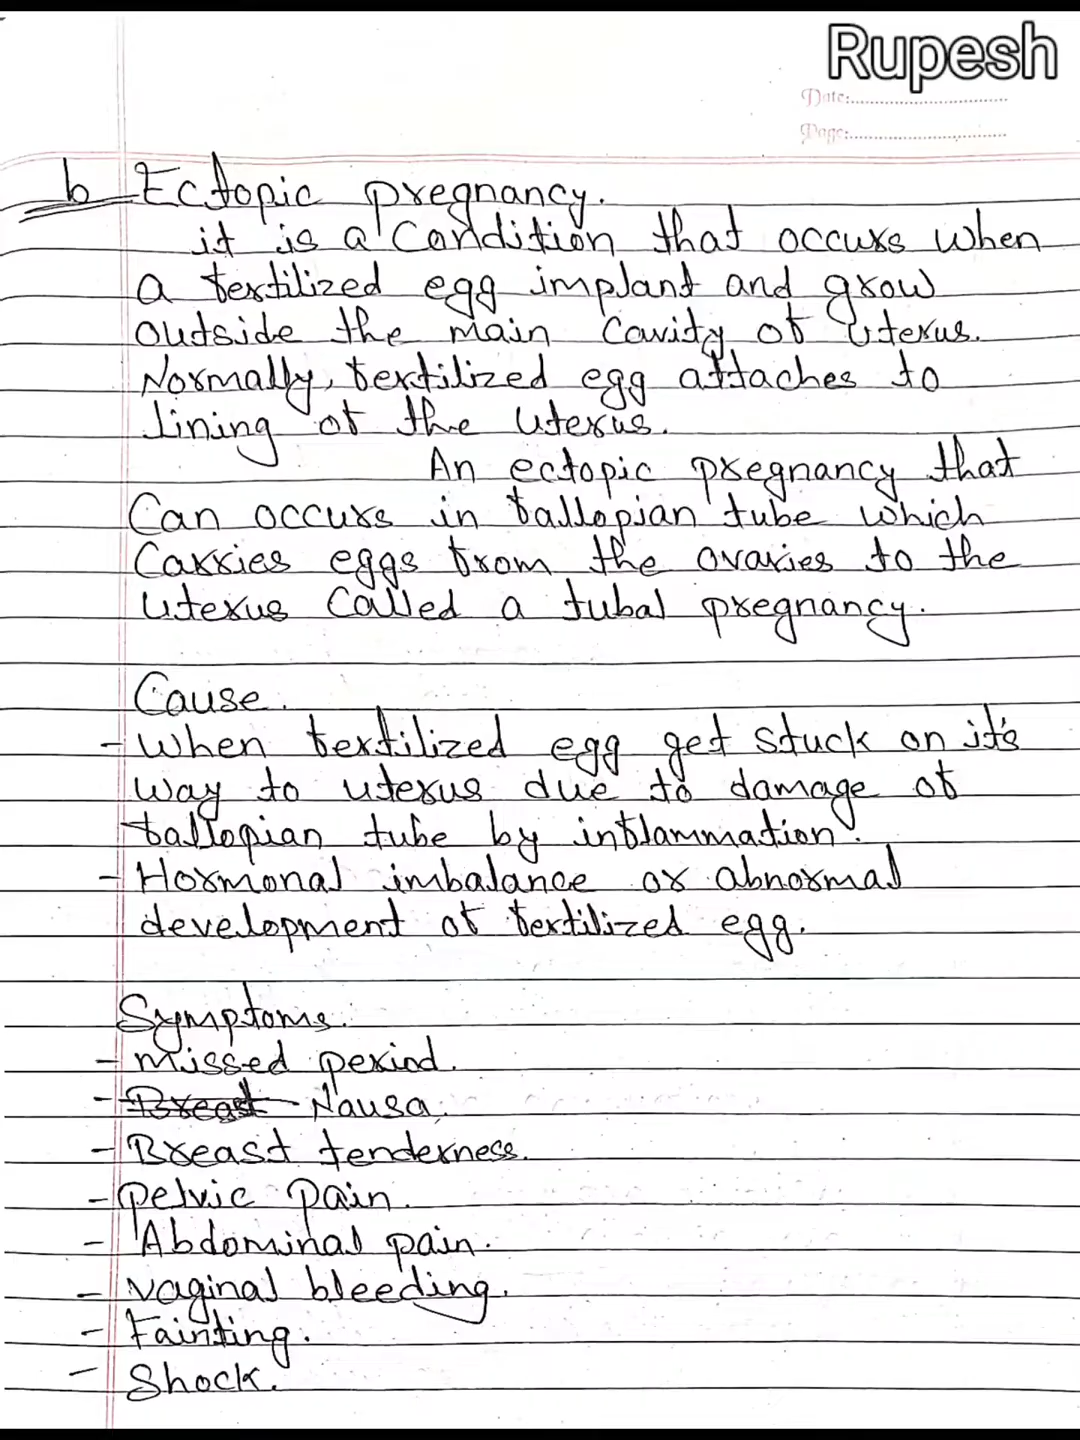 Rupesh
Date:
Page:
b Ectopic pregnancy.
it is a Condition that occurs when
a fertilized egg implant and grow
outside the main cavity of uterus.
Normally, fertilized egg attaches to
lining of the uterus.
An ectopic pregnancy that
Can occurs in fallopian tube which
Carries eggs from the ovaries to the
uterus Called a tubal pregnancy.
Cause.
- When fertilized egg get stuck on it's
way to uterus due to damage of
fallopian tube by inflammation.
- Hormonal imbalance or abnormal
development of fertilized egg.
Symptoms.
- missed period.
- Breast Nausa.
- Breast tenderness.
- Pelvic Pain.
- Abdominal pain.
- vaginal bleeding.
- Fainting.
- Shock.